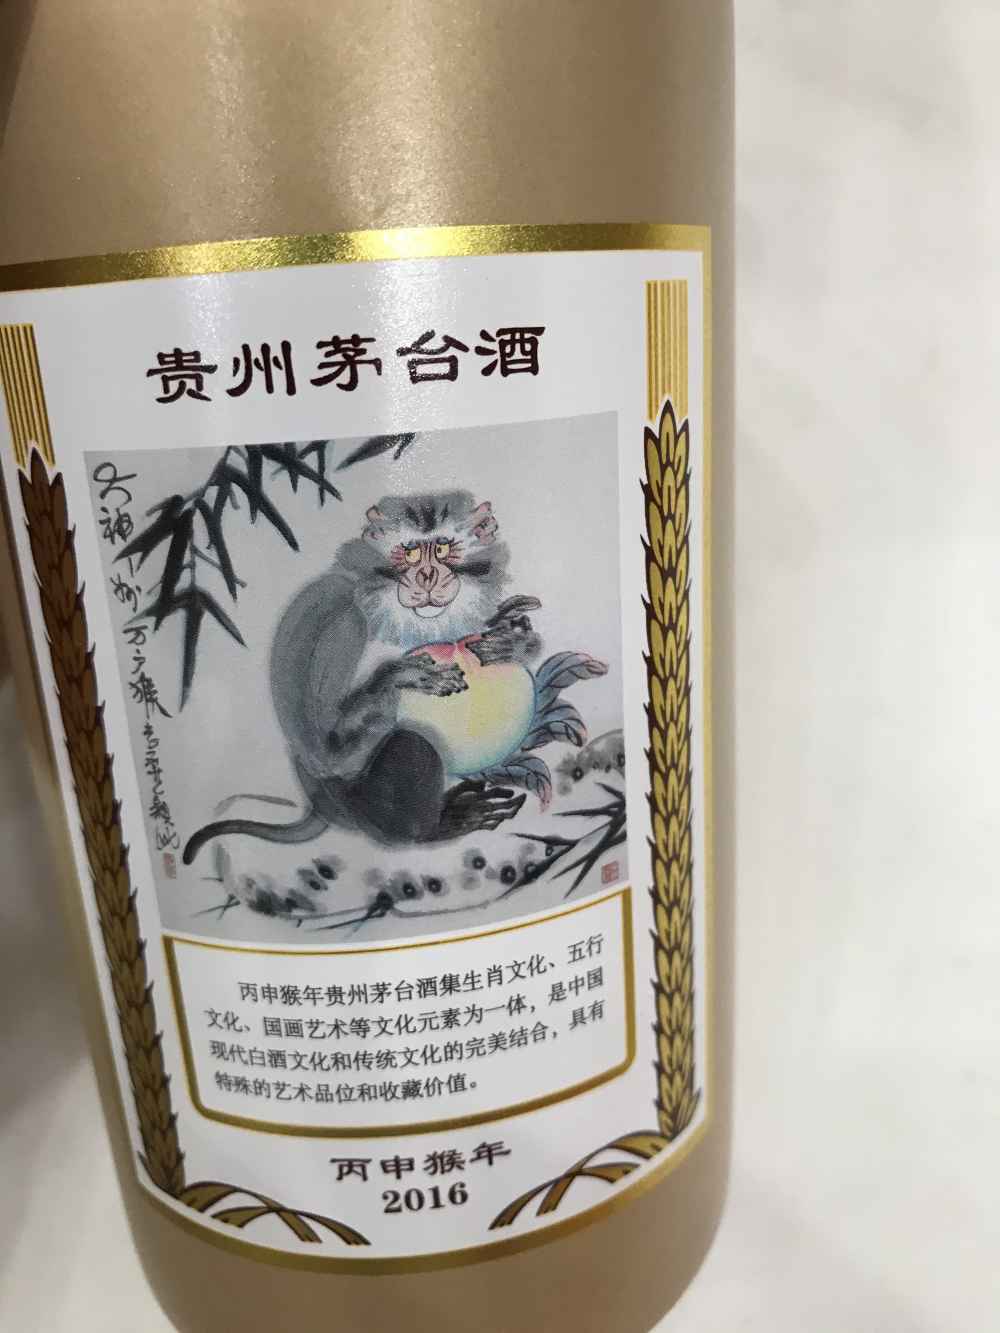 贵州茅台酒
丙申猴年贵州茅台酒集生肖文化、五行
文化、国画艺术等文化元素为一体，是中国
现代白酒文化和传统文化的完美结合，具有
特殊的艺术品位和收藏价值。
丙申猴年
2016